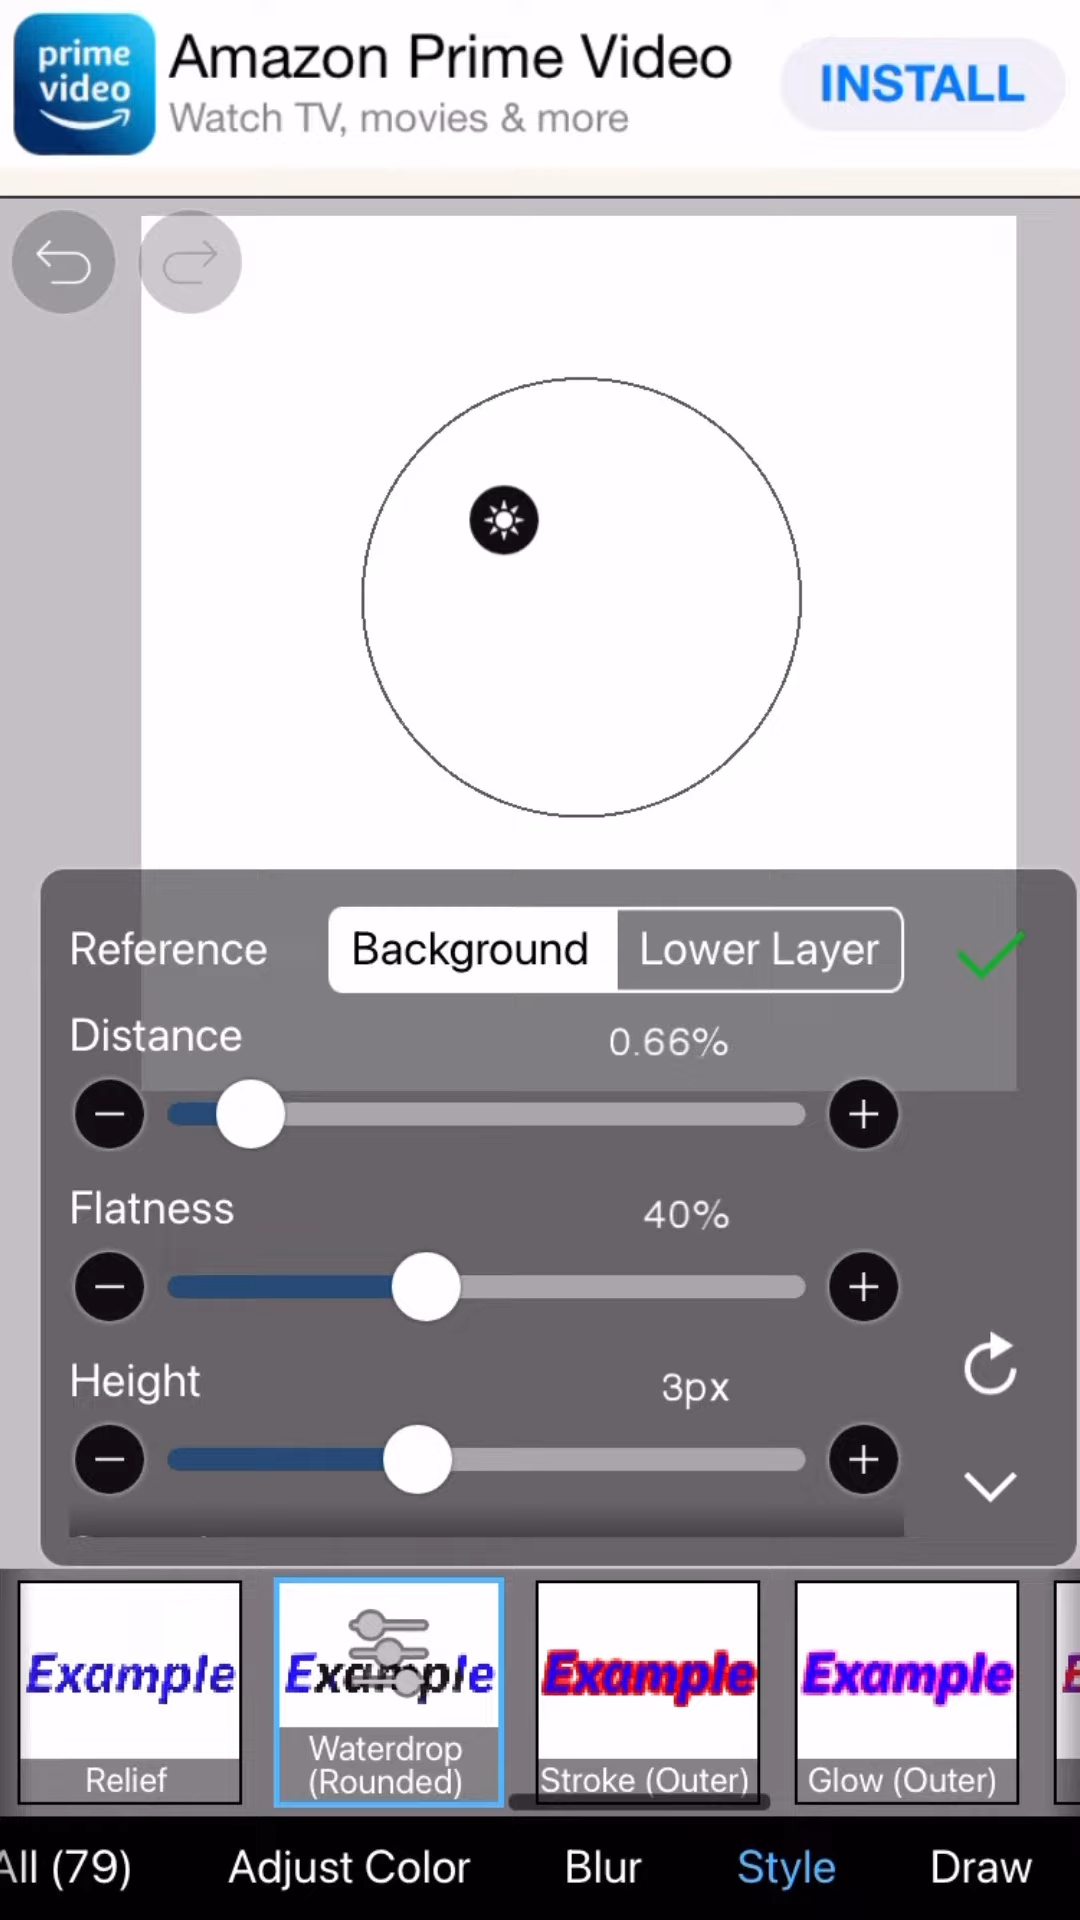 prime
video
Amazon Prime Video
Watch TV, movies & more
INSTALL
Reference
Background
Lower Layer
Distance
0.66%
Flatness
40%
Height
3px
Example
Example
Example
Example
Relief
Waterdrop
(Rounded)
Stroke (Outer)
Glow (Outer)
All (79)
Adjust Color
Blur
Style
Draw